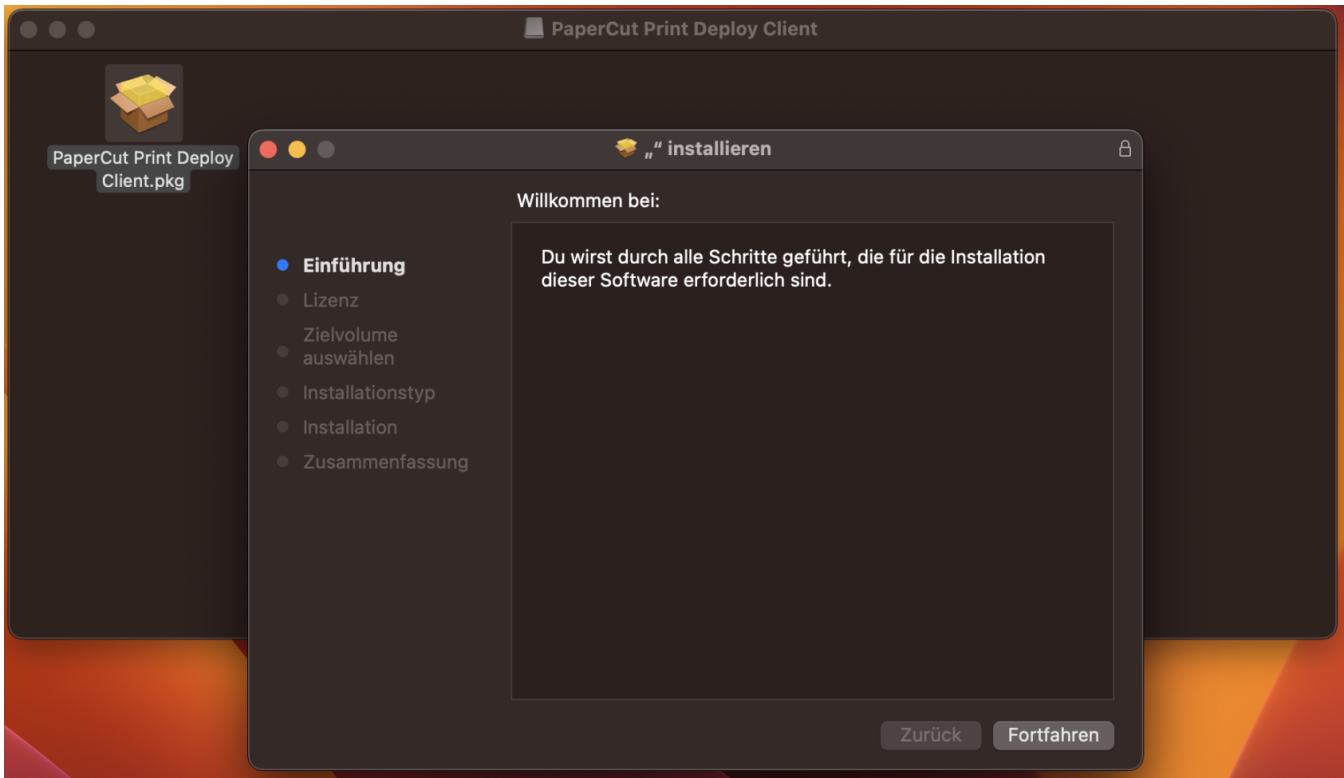 PaperCut Print Deploy Client
PaperCut Print Deploy
Client.pkg
„“ installieren
Willkommen bei:
Einführung
Lizenz
Zielvolume
auswählen
Installationstyp
Installation
Zusammenfassung
Du wirst durch alle Schritte geführt, die für die Installation
dieser Software erforderlich sind.
Zurück
Fortfahren